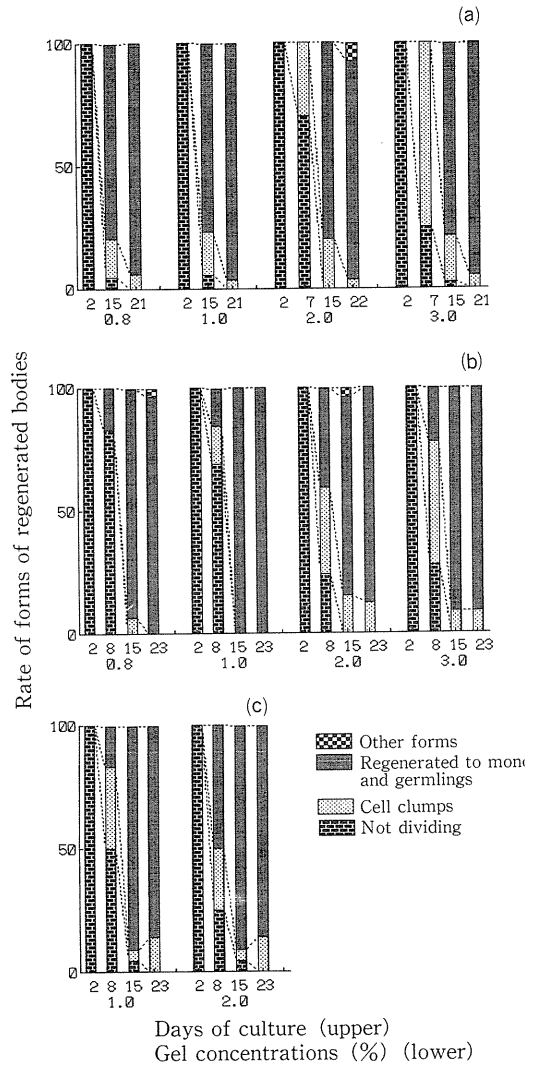 (a)
100
50
0
2 15 21 2 15 21 2 7 15 22 2 7 15 21
0.8 1.0 2.0 3.0
Rate of forms of regenerated bodies
(b)
100
50
0
2 8 15 23 2 8 15 23 2 8 15 23 2 8 15 23
0.8 1.0 2.0 3.0
(c)
100
50
0
2 8 15 23 2 8 15 23
1.0 2.0
Other forms
Regenerated to mono
and germlings
Cell clumps
Not dividing
Days of culture (upper)
Gel concentrations (%) (lower)